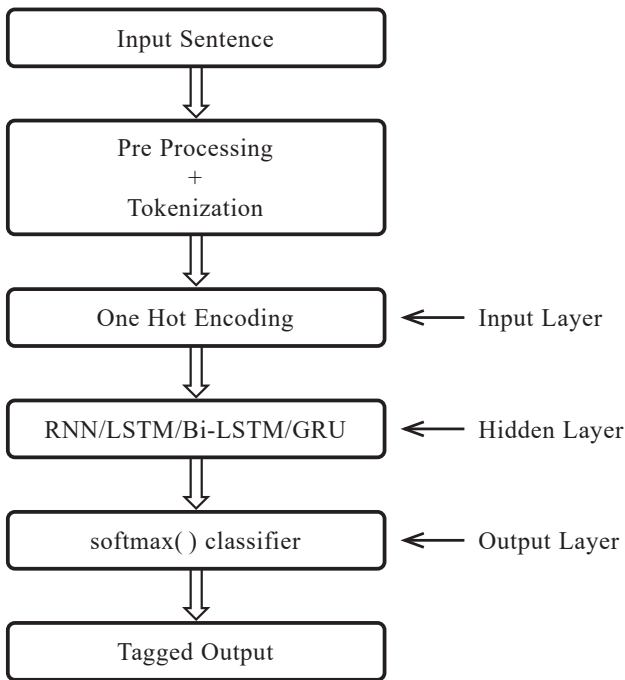 Input Sentence
Pre Processing
+
Tokenization
One Hot Encoding
Input Layer
RNN/LSTM/Bi-LSTM/GRU
Hidden Layer
softmax( ) classifier
Output Layer
Tagged Output